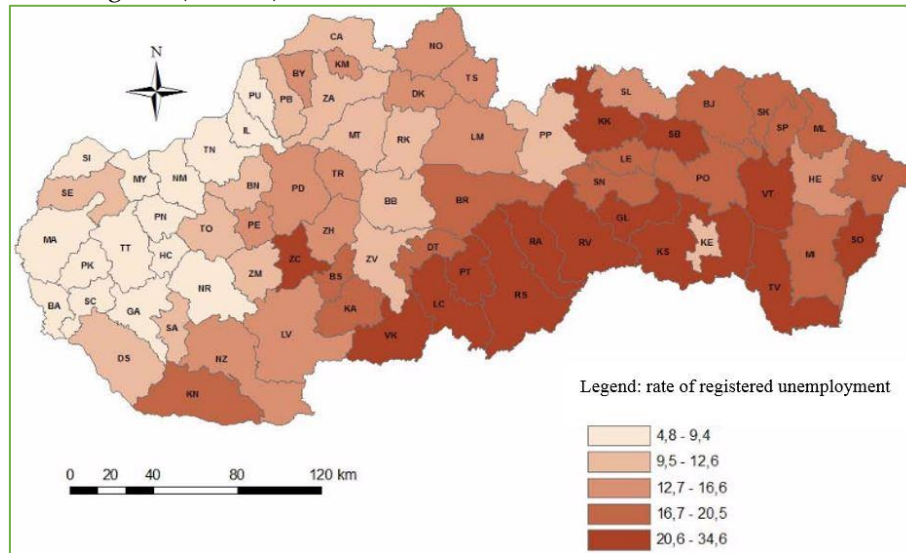 CA
NO
KM
BY
TS
PU
PB
ZA
DK
SL
BJ
IL
MT
RK
LM
PP
KK
SK
SP
ML
SB
TN
SI
LE
MY
NM
SE
BN
PD
TR
SN
PO
VT
HE
SV
BB
BR
PN
TO
PE
ZH
GL
MA
TT
HC
ZC
ZV
DT
RA
RV
KS
KE
MI
SO
PK
ZM
BS
PT
NR
TV
BA
SC
GA
KA
LC
RS
SA
VK
LV
DS
NZ
KN
N
Legend: rate of registered unemployment
4,8 - 9,4
9,5 - 12,6
12,7 - 16,6
16,7 - 20,5
20,6 - 34,6
0 20 40 80 120 km